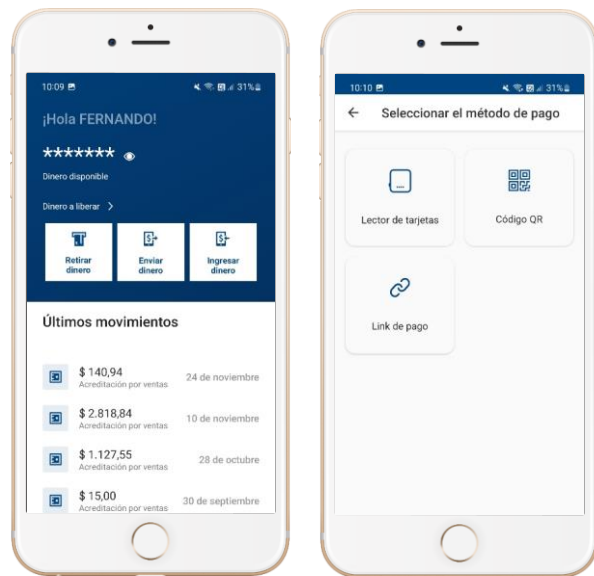 10:09 31%
¡Hola FERNANDO!
*******
Dinero disponible
Dinero a liberar >
Retirar dinero
Enviar dinero
Ingresar dinero
Últimos movimientos
$ 140,94
Acreditación por ventas
24 de noviembre
$ 2.818,84
Acreditación por ventas
10 de noviembre
$ 1.127,55
Acreditación por ventas
28 de octubre
$ 15,00
Acreditación por ventas
30 de septiembre
10:10 31%
← Seleccionar el método de pago
Lector de tarjetas
Código QR
Link de pago